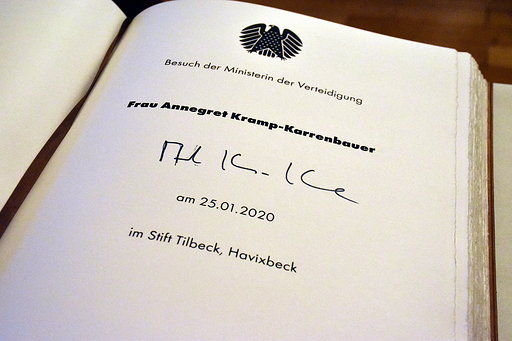 Besuch der Ministerin der Verteidigung
Frau Annegret Kramp-Karrenbauer
am 25.01.2020
im Stift Tilbeck, Havixbeck